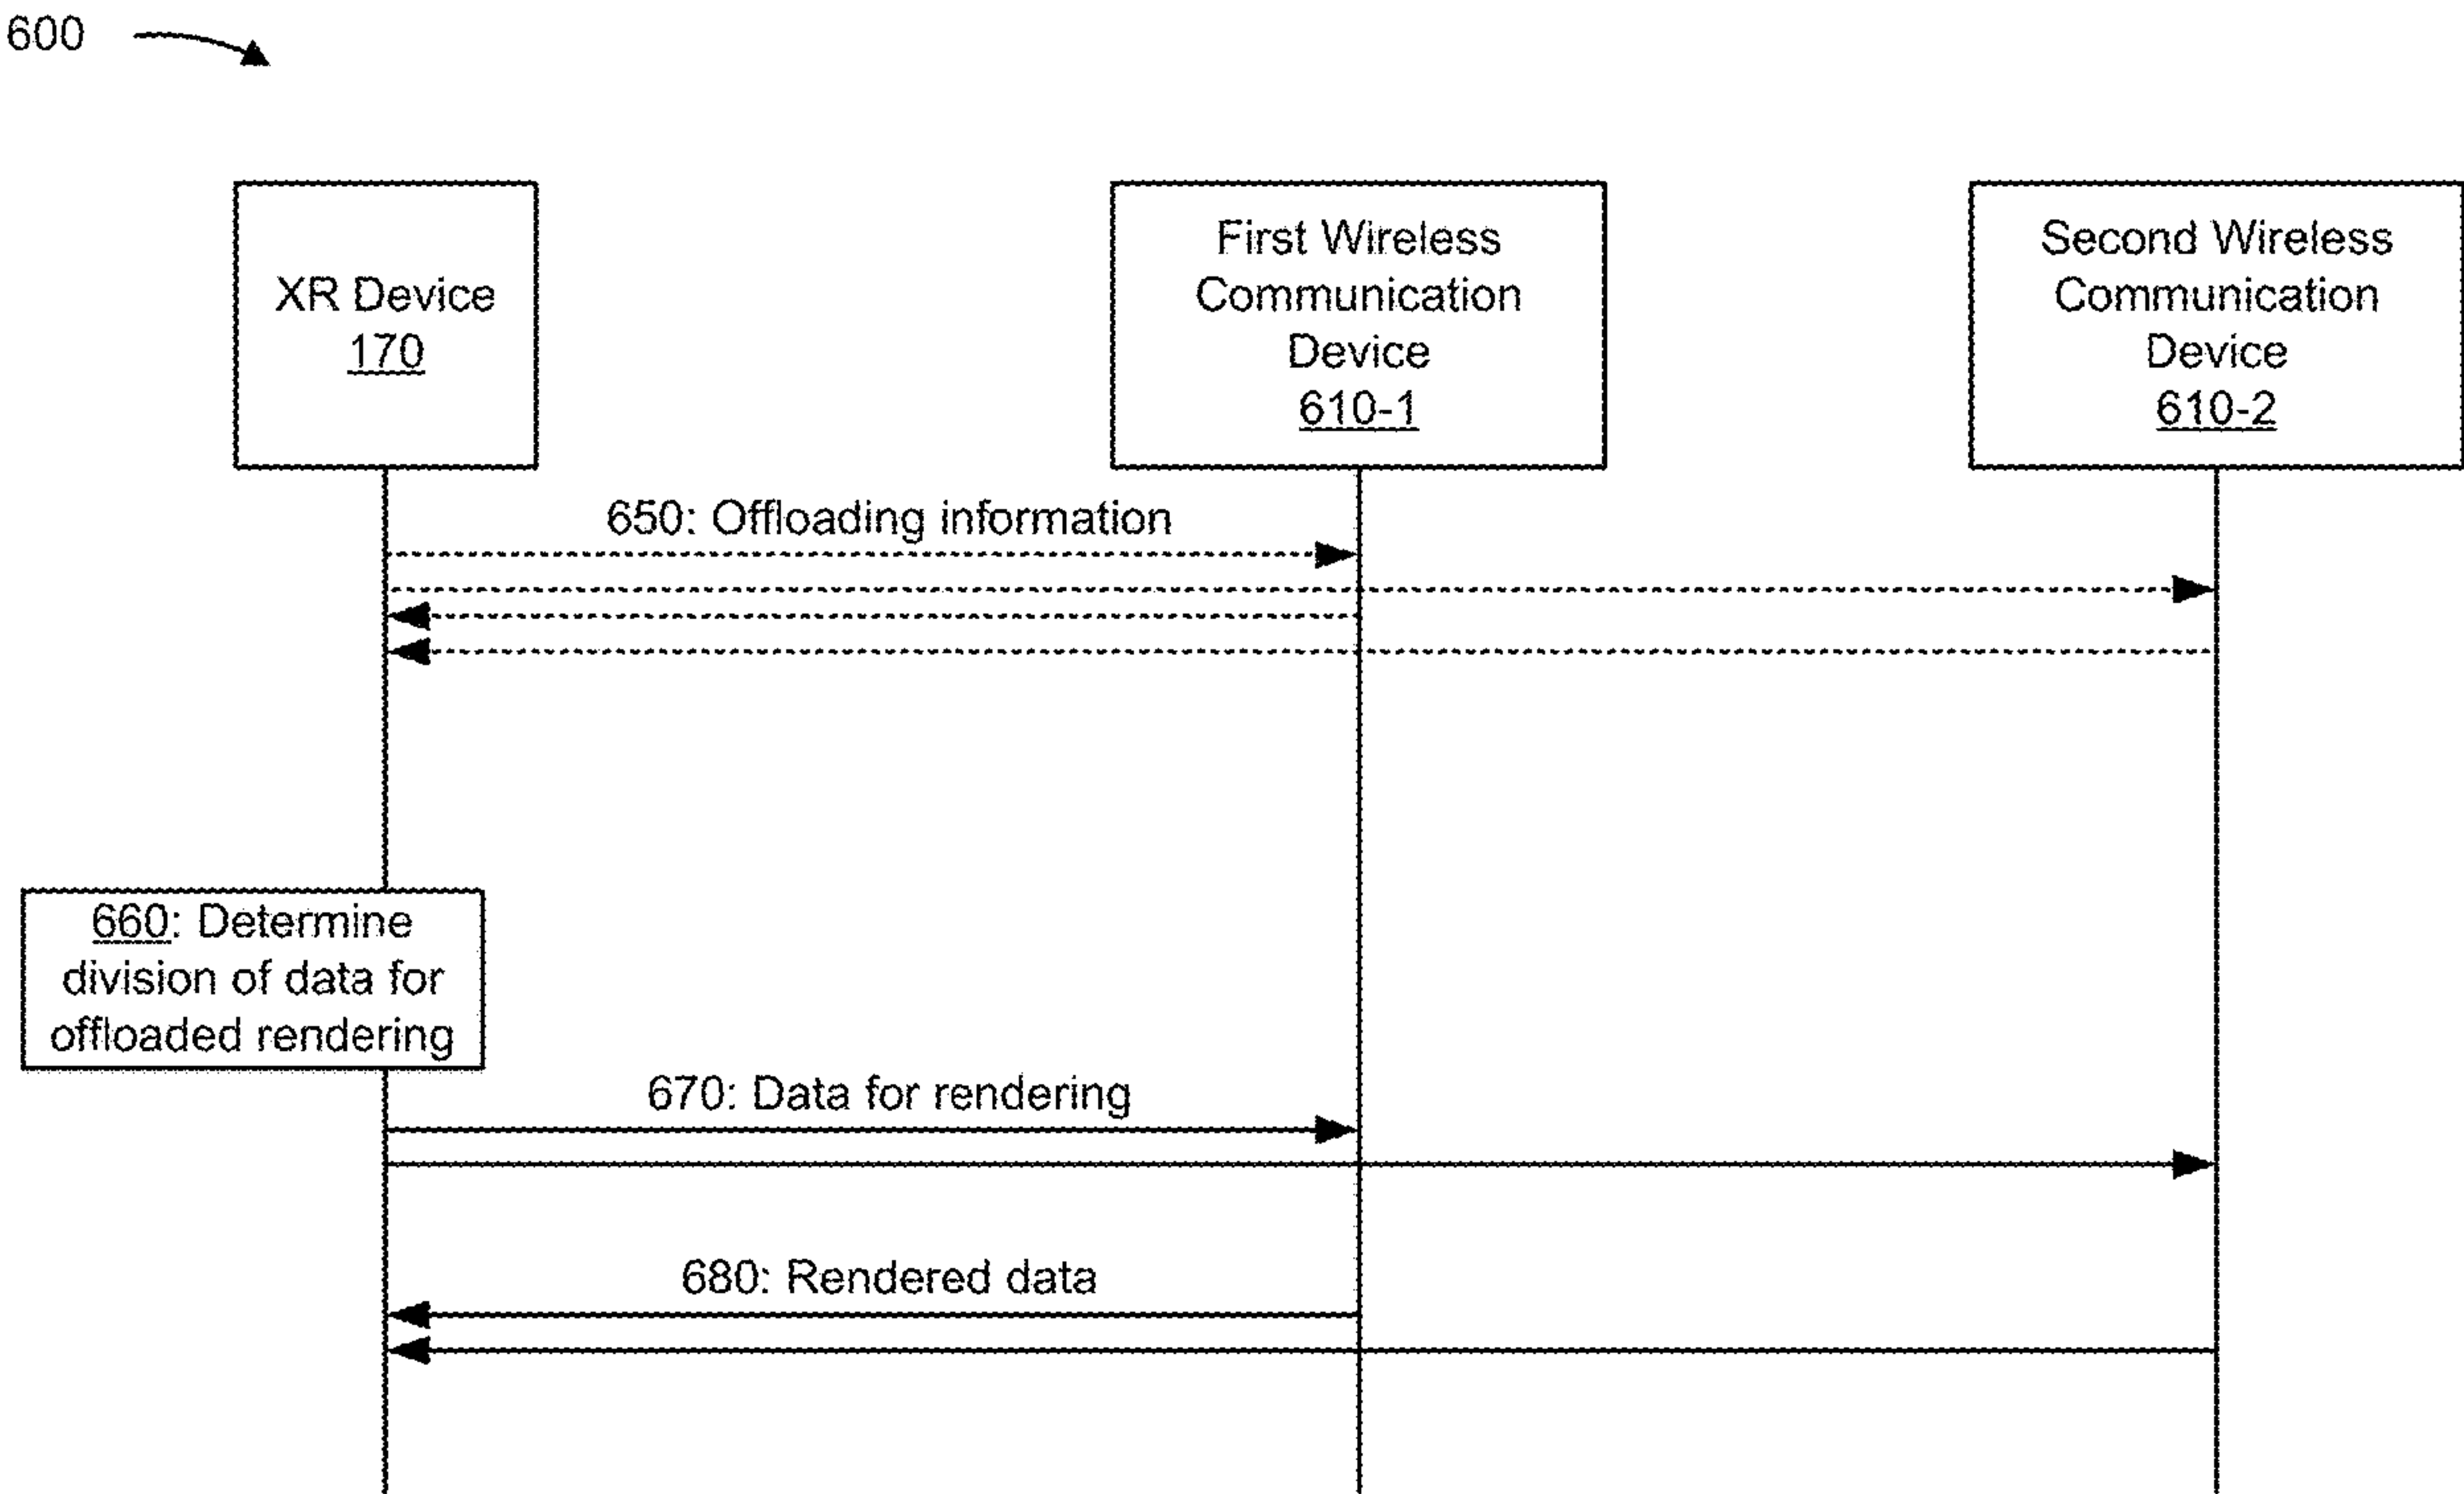 600
XR Device
170
First Wireless
Communication
Device
610-1
Second Wireless
Communication
Device
610-2
650: Offloading information
660: Determine
division of data for
offloaded rendering
670: Data for rendering
680: Rendered data